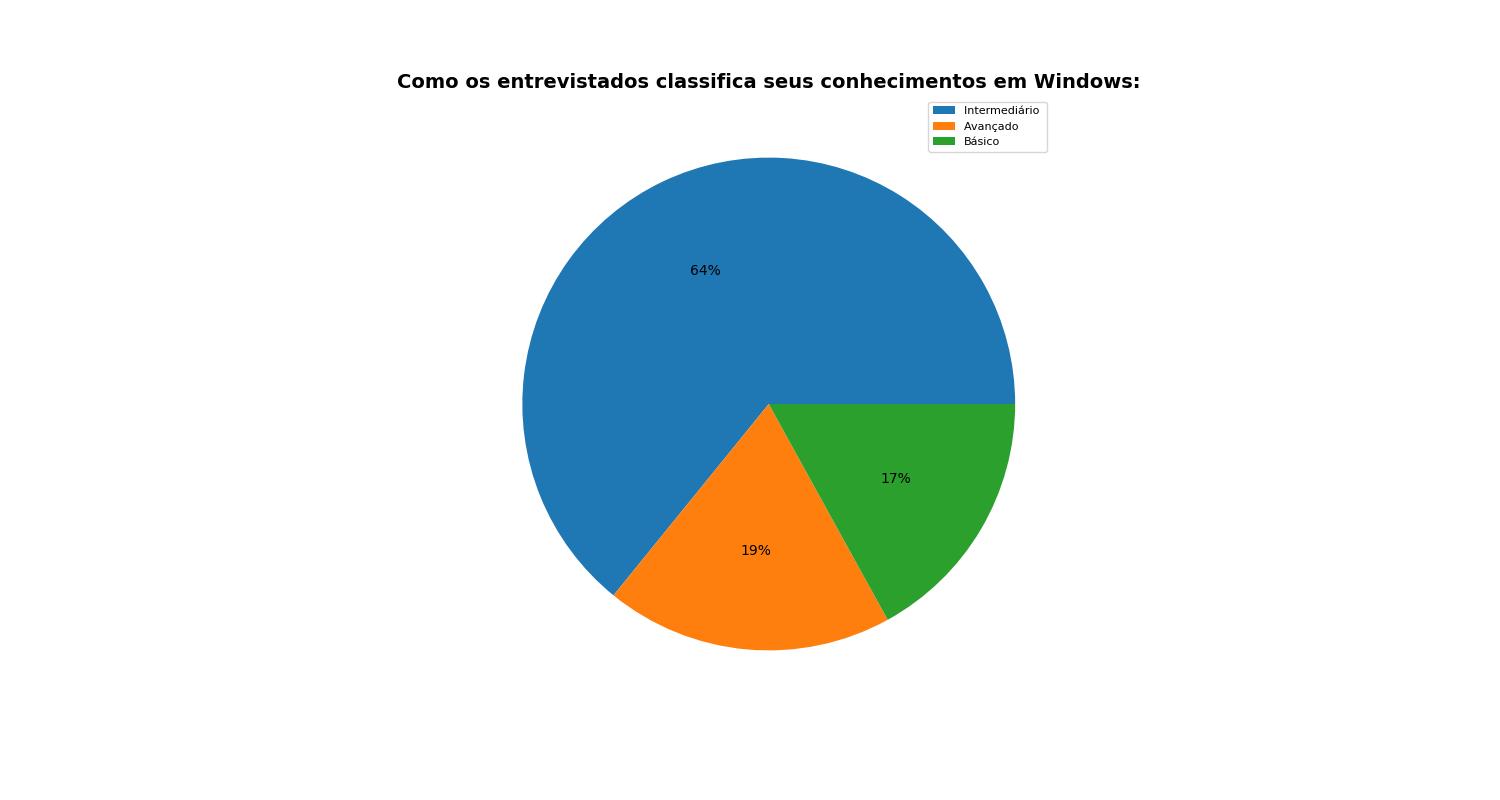 Como os entrevistados classifica seus conhecimentos em Windows:
Intermediário
Avançado
Básico
64%
17%
19%